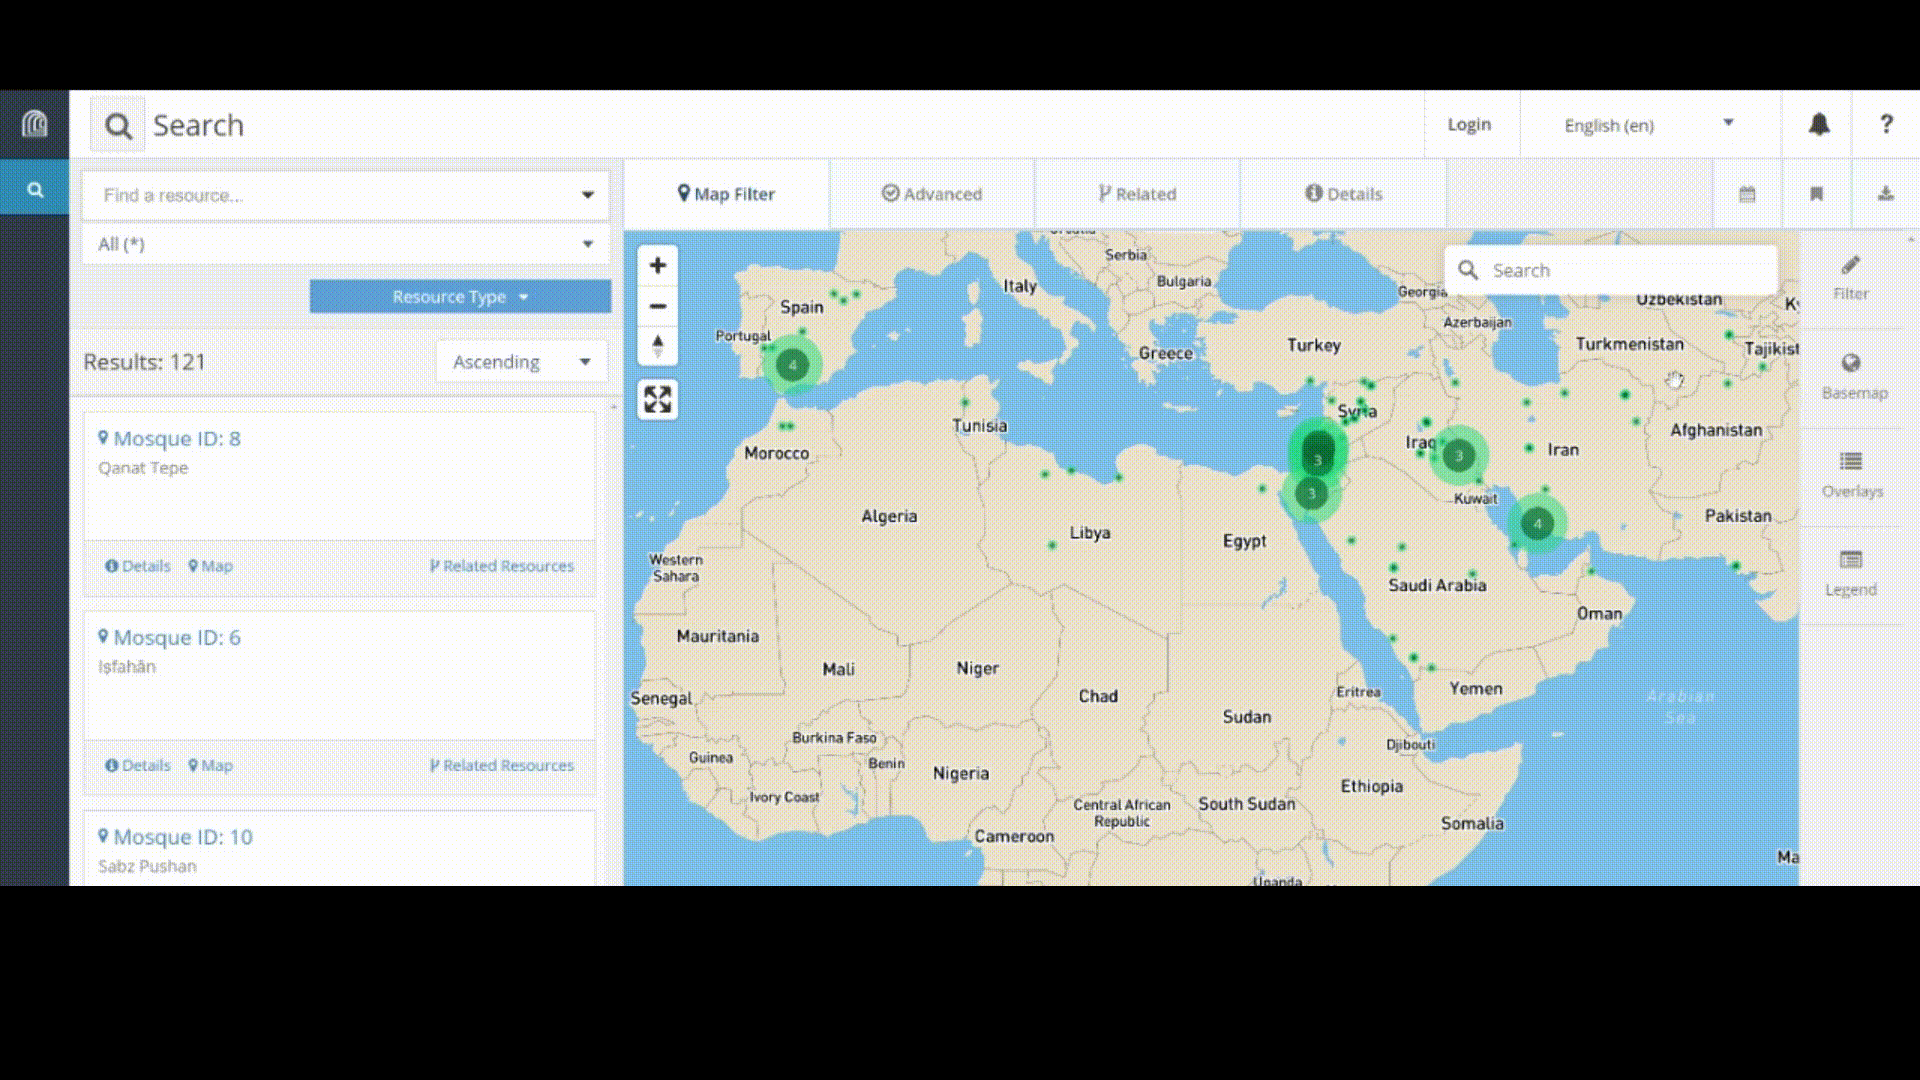 Search
Login
English (en)
?
Find a resource...
All (*)
Resource Type
Results: 121
Ascending
Mosque ID: 8
Qanat Tepe
Details
Map
Related Resources
Mosque ID: 6
Iṣfahān
Details
Map
Related Resources
Mosque ID: 10
Sabz Pushan
Map Filter
Advanced
Related
Details
+
−
Search
Filter
Basemap
Overlays
Legend
Croatia
Serbia
Italy
Bulgaria
Georgia
Uzbekistan
Spain
Azerbaijan
Portugal
Turkey
Turkmenistan
Greece
4
Syria
Tunisia
Afghanistan
Morocco
Iraq
Iran
3
3
3
Kuwait
Algeria
Pakistan
4
Libya
Egypt
Western
Sahara
Saudi Arabia
Oman
Mauritania
Mali
Niger
Senegal
Chad
Eritrea
Yemen
Arabian
Sea
Sudan
Burkina Faso
Djibouti
Guinea
Benin
Nigeria
Ethiopia
Ivory Coast
Central African
Republic
South Sudan
Somalia
Cameroon
Uganda